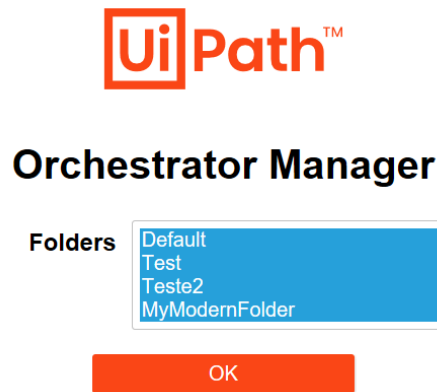 UiPath™
Orchestrator Manager
Folders
Default
Test
Teste2
MyModernFolder
OK